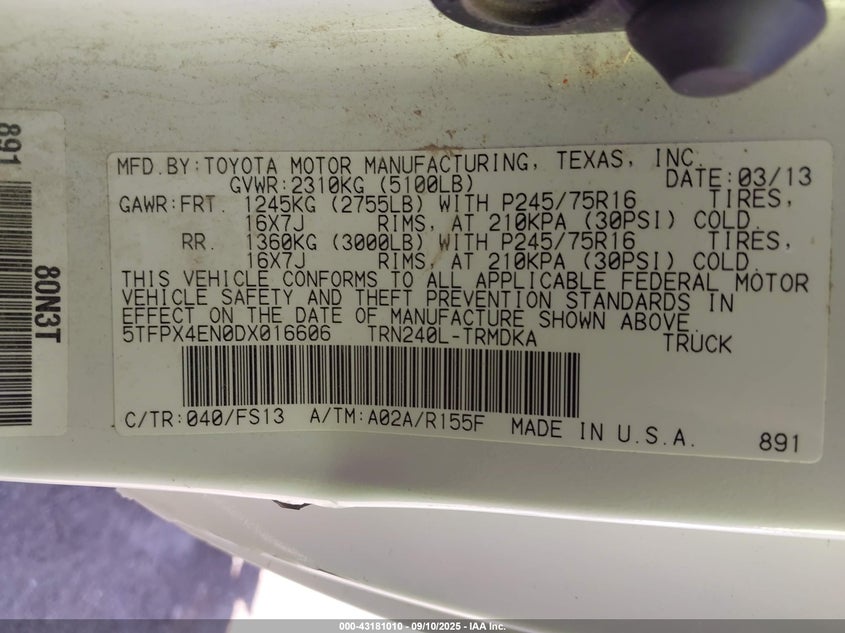 MFD.BY:TOYOTA MOTOR MANUFACTURING, TEXAS, INC.
GVWR:2310KG (5100LB) DATE:03/13
GAWR:FRT. 1245KG (2755LB) WITH P245/75R16 TIRES,
16X7J RIMS, AT 210KPA (30PSI) COLD.
RR. 1360KG (3000LB) WITH P245/75R16 TIRES,
16X7J RIMS, AT 210KPA (30PSI) COLD.
THIS VEHICLE CONFORMS TO ALL APPLICABLE FEDERAL MOTOR
VEHICLE SAFETY AND THEFT PREVENTION STANDARDS IN
EFFECT ON THE DATE OF MANUFACTURE SHOWN ABOVE.
5TFPX4EN0DX016606 TRN240L-TRMDKA TRUCK
C/TR:040/FS13 A/TM:A02A/R155F MADE IN U.S.A. 891
891
80N3T
000-43181010 - 09/10/2025 - IAA Inc.